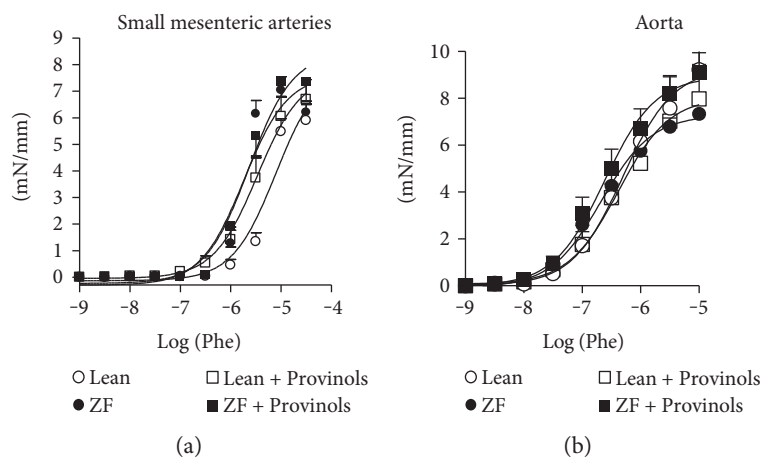 Small mesenteric arteries
9
8
7
6
5
4
3
2
1
0
(mN/mm)
−9 −8 −7 −6 −5 −4
Log (Phe)
Lean
Lean + Provinols
ZF
ZF + Provinols
(a)
Aorta
10
8
6
4
2
0
(mN/mm)
−9 −8 −7 −6 −5
Log (Phe)
Lean
Lean + Provinols
ZF
ZF + Provinols
(b)